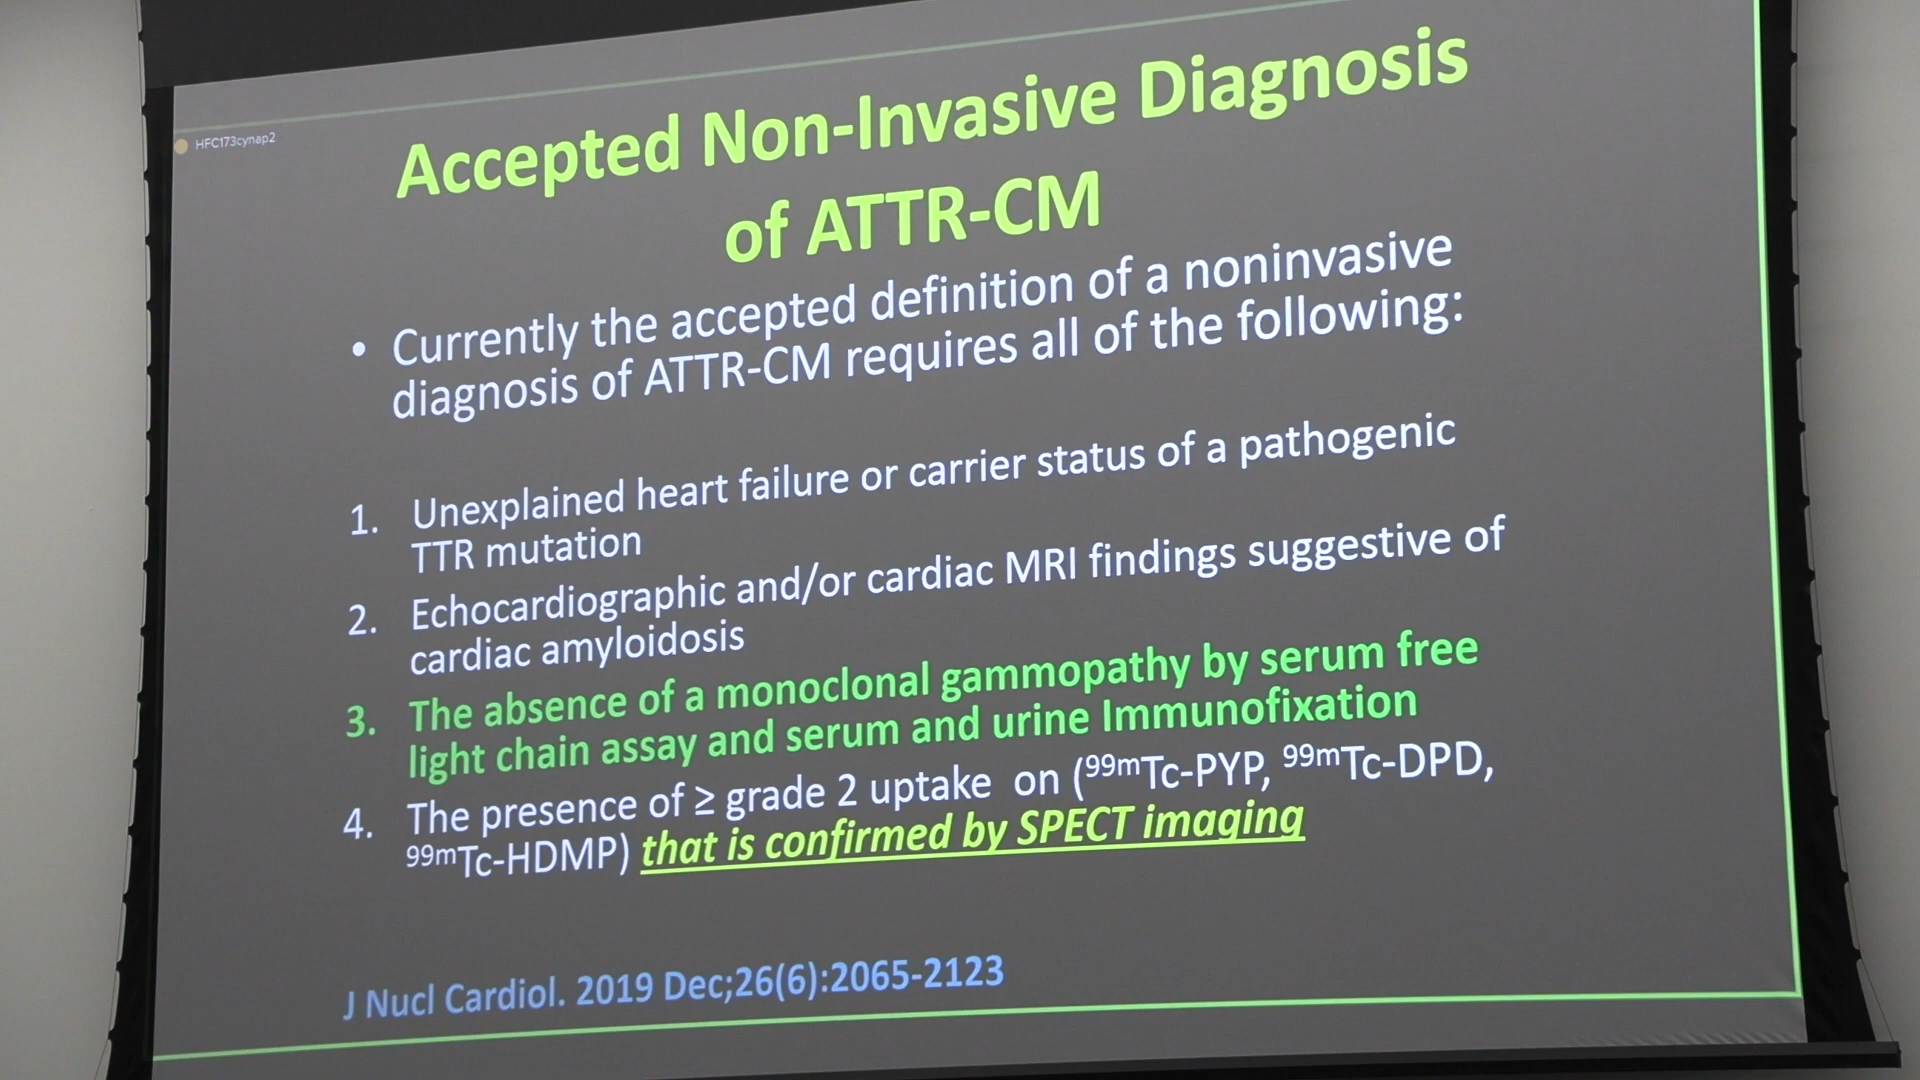 HFC173cynap2
Accepted Non-Invasive Diagnosis
of ATTR-CM
• Currently the accepted definition of a noninvasive
diagnosis of ATTR-CM requires all of the following:
1. Unexplained heart failure or carrier status of a pathogenic
TTR mutation
2. Echocardiographic and/or cardiac MRI findings suggestive of
cardiac amyloidosis
3. The absence of a monoclonal gammopathy by serum free
light chain assay and serum and urine Immunofixation
4. The presence of ≥ grade 2 uptake on (⁹⁹ᵐTc-PYP, ⁹⁹ᵐTc-DPD,
⁹⁹ᵐTc-HDMP) that is confirmed by SPECT imaging
J Nucl Cardiol. 2019 Dec;26(6):2065-2123